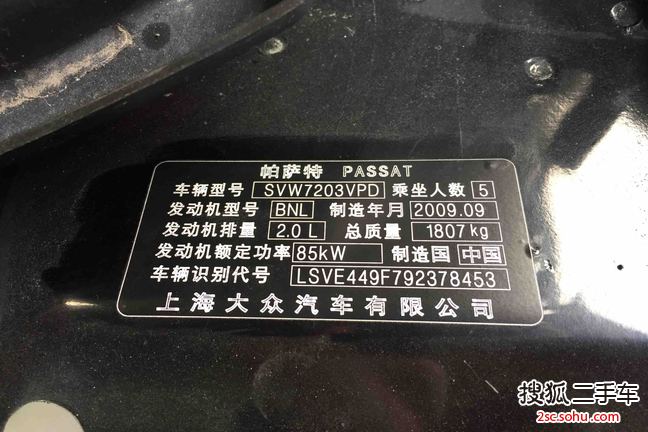 帕萨特 PASSAT
车辆型号 SVW7203VPD 乘坐人数 5
发动机型号 BNL 制造年月 2009.09
发动机排量 2.0 L 总质量 1807 kg
发动机额定功率 85kW 制造国 中国
车辆识别代号 LSVE449F792378453
上海大众汽车有限公司
搜狐二手车
2sc.sohu.com